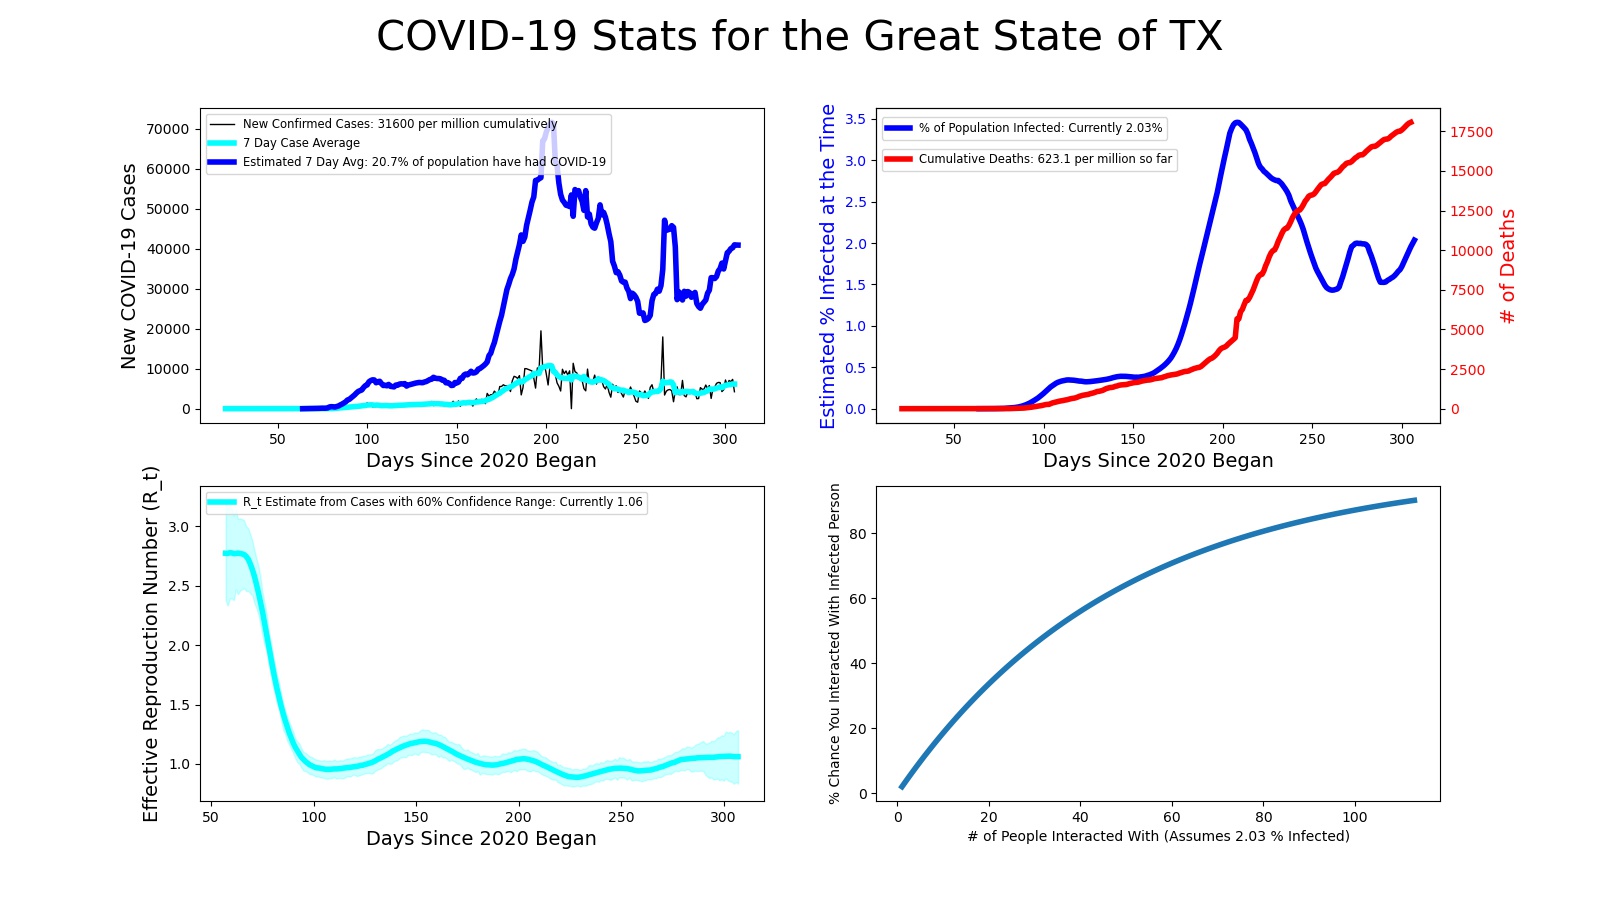 COVID-19 Stats for the Great State of TX
New COVID-19 Cases
70000
60000
50000
40000
30000
20000
10000
0
New Confirmed Cases: 31600 per million cumulatively
7 Day Case Average
Estimated 7 Day Avg: 20.7% of population have had COVID-19
50 100 150 200 250 300
Days Since 2020 Began
Estimated % Infected at the Time
3.5
3.0
2.5
2.0
1.5
1.0
0.5
0.0
% of Population Infected: Currently 2.03%
Cumulative Deaths: 623.1 per million so far
17500
15000
12500
10000
7500
5000
2500
0
# of Deaths
50 100 150 200 250 300
Days Since 2020 Began
Effective Reproduction Number (R_t)
3.0
2.5
2.0
1.5
1.0
R_t Estimate from Cases with 60% Confidence Range: Currently 1.06
50 100 150 200 250 300
Days Since 2020 Began
% Chance You Interacted With Infected Person
80
60
40
20
0
0 20 40 60 80 100
# of People Interacted With (Assumes 2.03 % Infected)